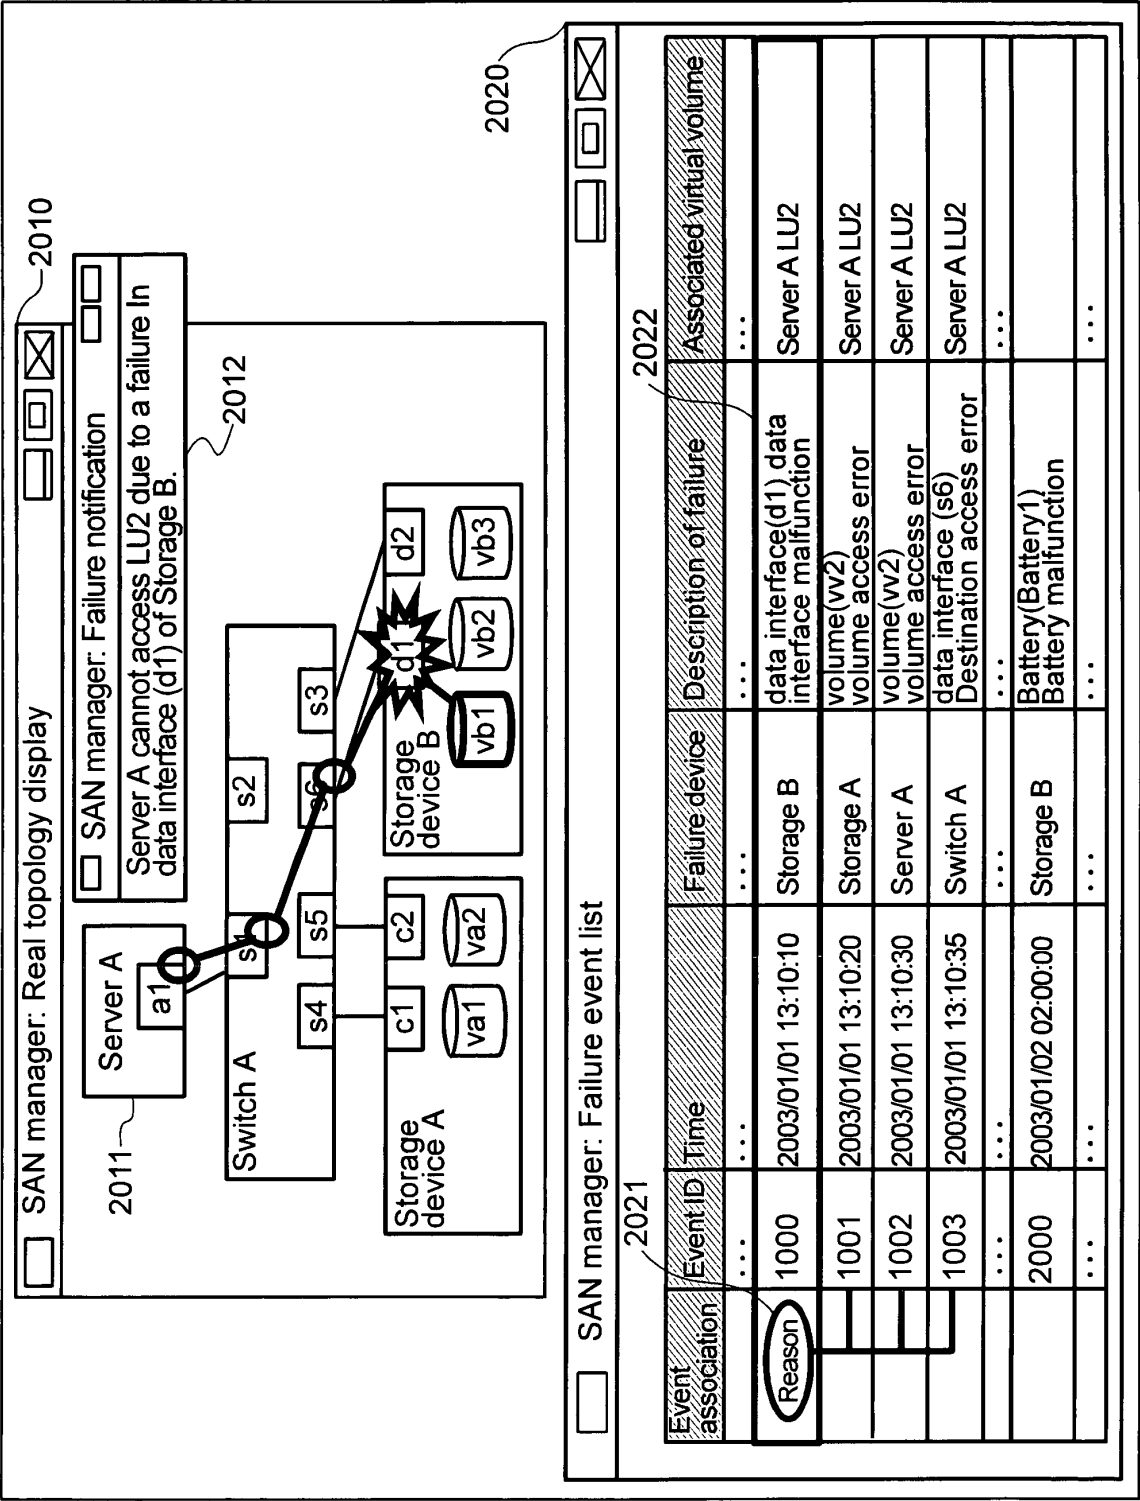 SAN manager: Real topology display
2010
SAN manager: Failure notification
Server A cannot access LU2 due to a failure In
data interface (d1) of Storage B.
2012
2011
Server A
a1
Switch A
s1
s2
s4
s5
s6
s3
Storage
device A
c1
c2
va1
va2
Storage
device B
d1
d2
vb1
vb2
vb3
2020
SAN manager: Failure event list
2021
2022
Event
association
Event ID
Time
Failure device
Description of failure
Associated virtual volume
... ... ... ... ...
Reason
1000
2003/01/01 13:10:10
Storage B
data interface(d1) data
interface malfunction
Server A LU2
1001
2003/01/01 13:10:20
Storage A
volume(vv2)
volume access error
Server A LU2
1002
2003/01/01 13:10:30
Server A
volume(vv2)
volume access error
Server A LU2
1003
2003/01/01 13:10:35
Switch A
data interface (s6)
Destination access error
Server A LU2
... ... ... ... ...
2000
2003/01/02 02:00:00
Storage B
Battery(Battery1)
Battery malfunction
... ... ... ... ...